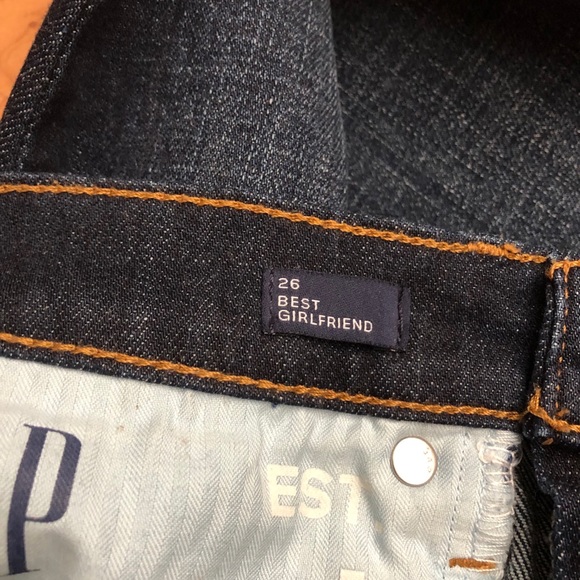 26
BEST
GIRLFRIEND
P
EST.